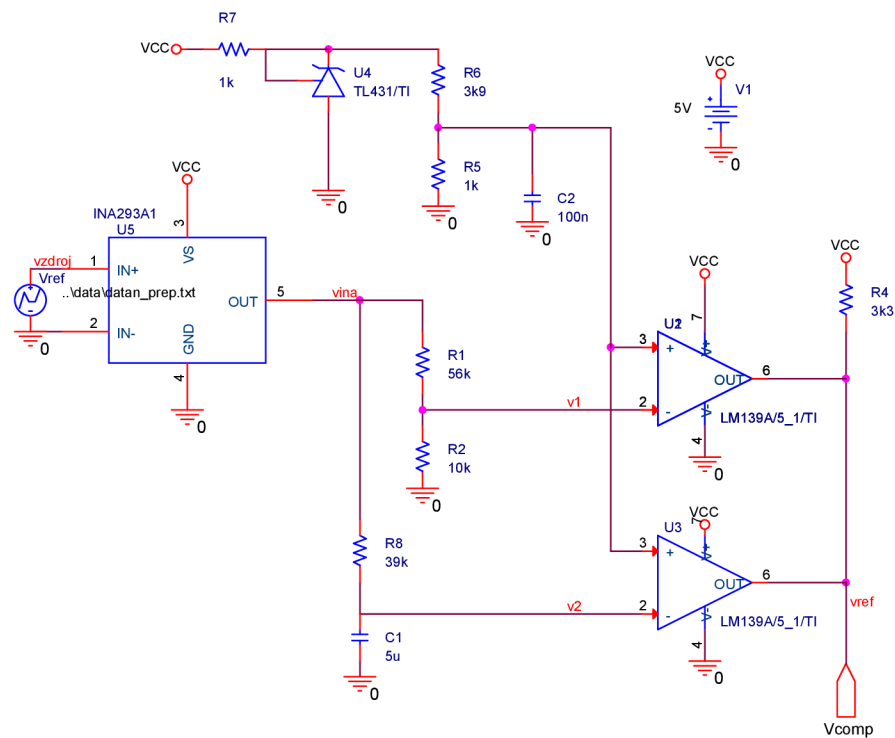 R7
VCC
1k
U4
TL431/TI
R6
3k9
VCC
V1
5V
+
-
0
R5
1k
C2
100n
0
0
0
VCC
INA293A1
U5
3
VS
vzdroj
1
IN+
Vref
..\data\datan_prep.txt
OUT
5
vina
2
IN-
GND
0
4
0
R1
56k
v1
R2
10k
0
VCC
7
3
+
V+
OUT
6
2
-
V-
LM139A/5_1/TI
4
0
VCC
R4
3k3
R8
39k
v2
C1
5u
0
U3
VCC
7
3
+
V+
OUT
6
2
-
V-
LM139A/5_1/TI
4
0
vref
Vcomp